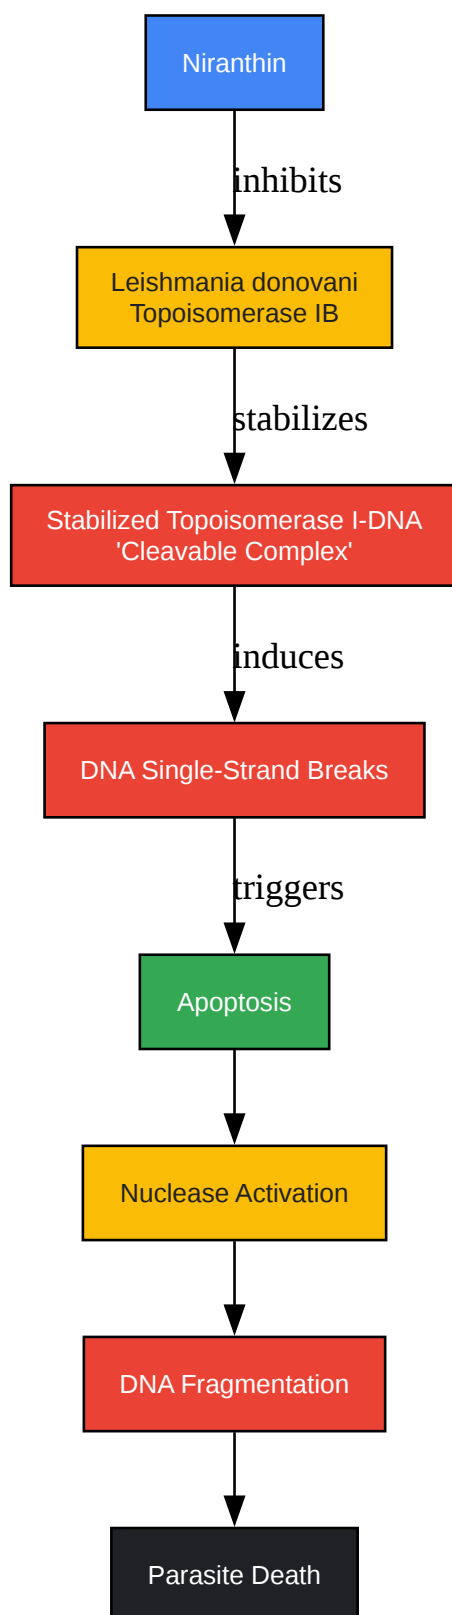 Niranthin
inhibits
Leishmania donovani
Topoisomerase IB
stabilizes
Stabilized Topoisomerase I-DNA
'Cleavable Complex'
induces
DNA Single-Strand Breaks
triggers
Apoptosis
Nuclease Activation
DNA Fragmentation
Parasite Death